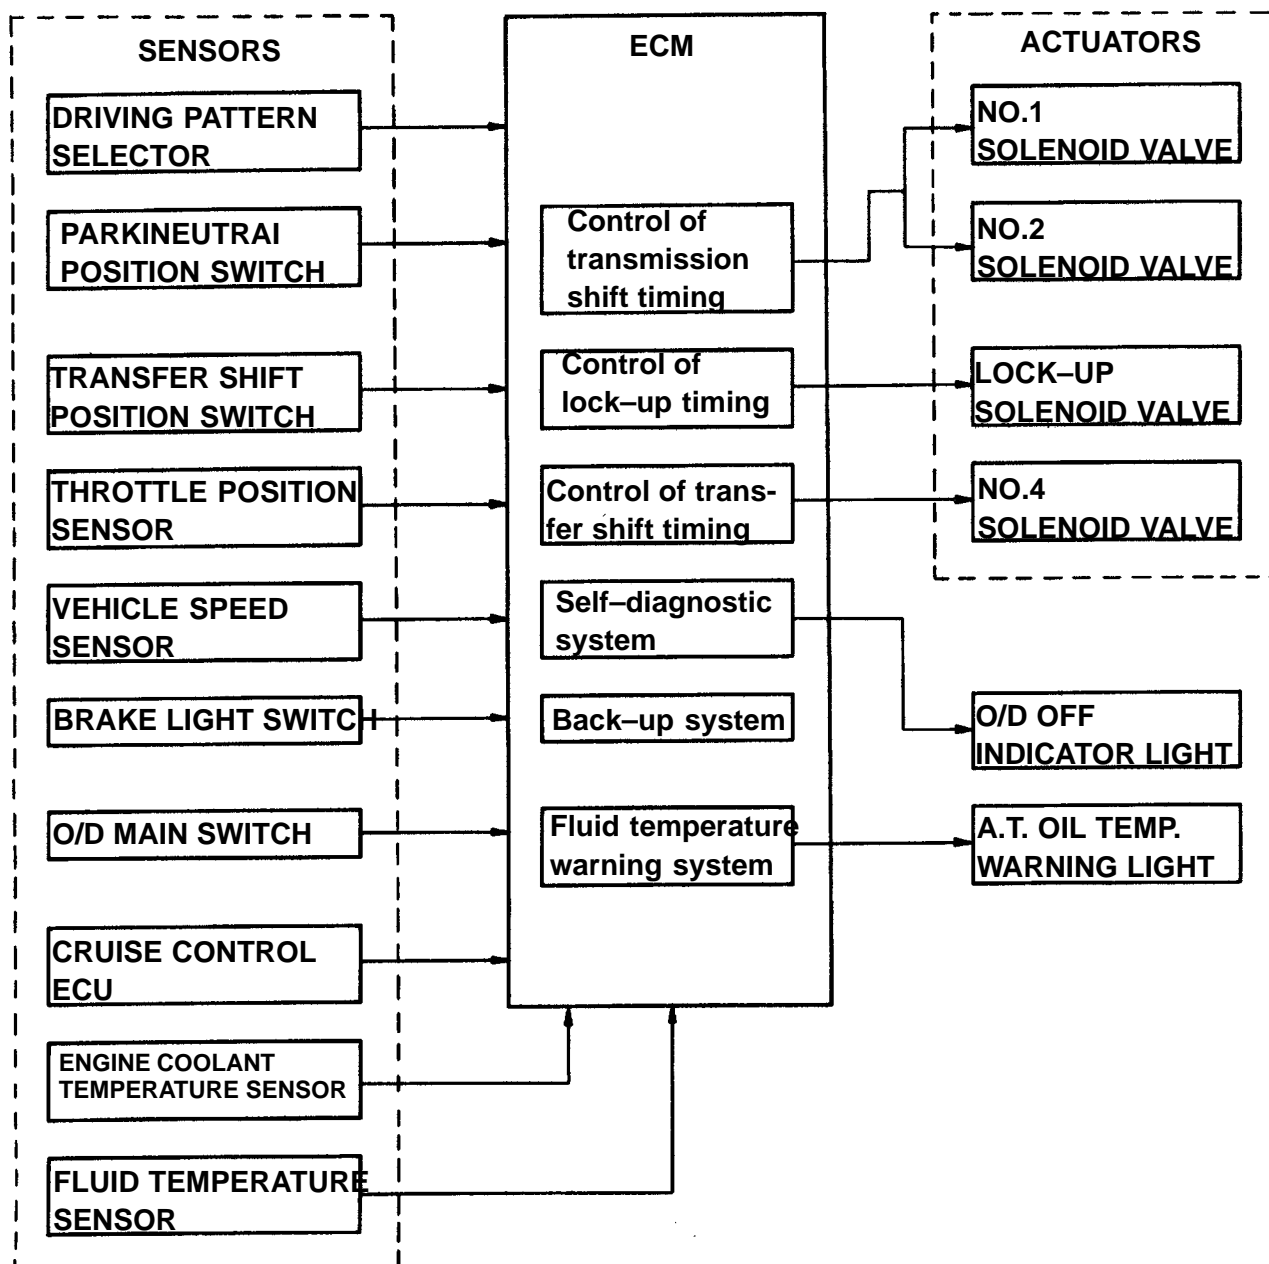 SENSORS
DRIVING PATTERN
SELECTOR
PARKINEUTRAI
POSITION SWITCH
TRANSFER SHIFT
POSITION SWITCH
THROTTLE POSITION
SENSOR
VEHICLE SPEED
SENSOR
BRAKE LIGHT SWITCH
O/D MAIN SWITCH
CRUISE CONTROL
ECU
ENGINE COOLANT
TEMPERATURE SENSOR
FLUID TEMPERATURE
SENSOR
ECM
Control of
transmission
shift timing
Control of
lock–up timing
Control of trans-
fer shift timing
Self–diagnostic
system
Back–up system
Fluid temperature
warning system
ACTUATORS
NO.1
SOLENOID VALVE
NO.2
SOLENOID VALVE
LOCK–UP
SOLENOID VALVE
NO.4
SOLENOID VALVE
O/D OFF
INDICATOR LIGHT
A.T. OIL TEMP.
WARNING LIGHT